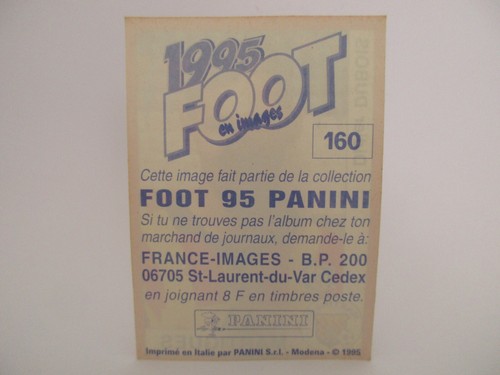 1995
FOOT
en images
160
Cette image fait partie de la collection
FOOT 95 PANINI
Si tu ne trouves pas l'album chez ton
marchand de journaux, demande-le à:
FRANCE-IMAGES - B.P. 200
06705 St-Laurent-du-Var Cedex
en joignant 8 F en timbres poste.
PANINI
Imprimé en Italie par PANINI S.r.l. - Modena - © 1995